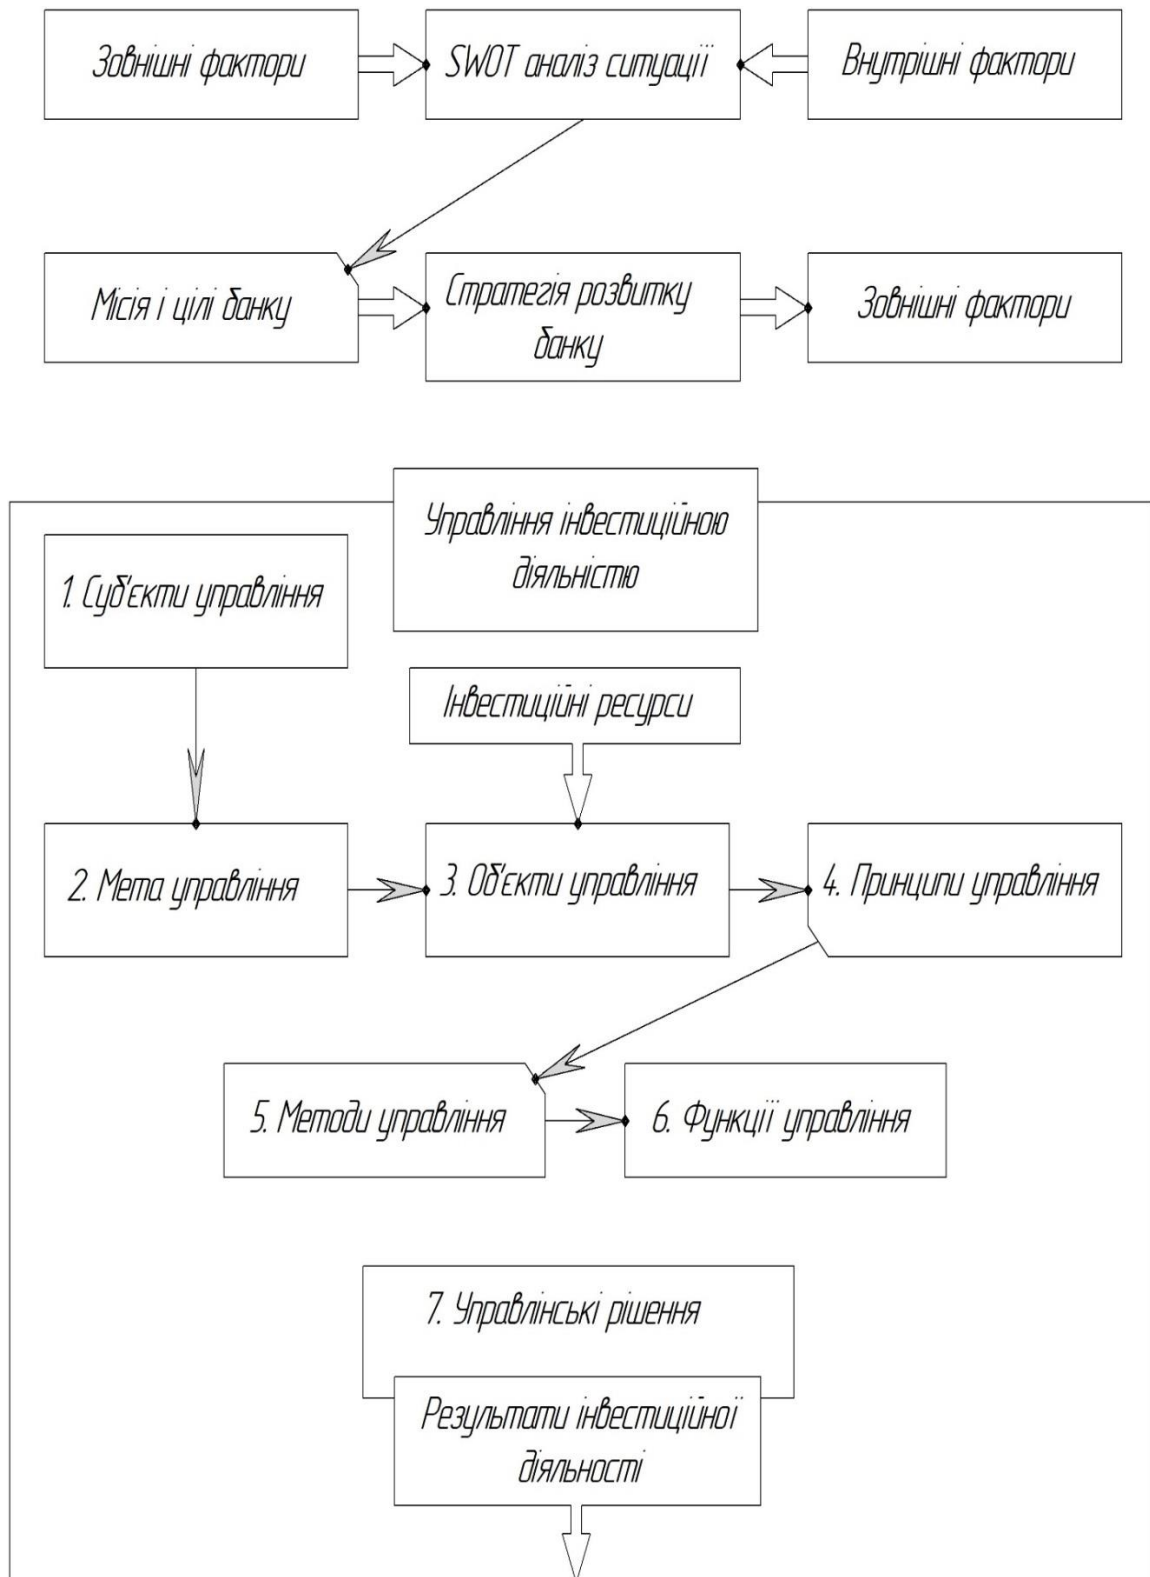 Зовнішні фактори
SWOT аналіз ситуації
Внутрішні фактори
Місія і цілі банку
Стратегія розвитку
банку
Зовнішні фактори
Управління інвестиційною
діяльністю
1. Суб'єкти управління
Інвестиційні ресурси
2. Мета управління
3. Об'єкти управління
4. Принципи управління
5. Методи управління
6. Функції управління
7. Управлінські рішення
Результати інвестиційної
діяльності